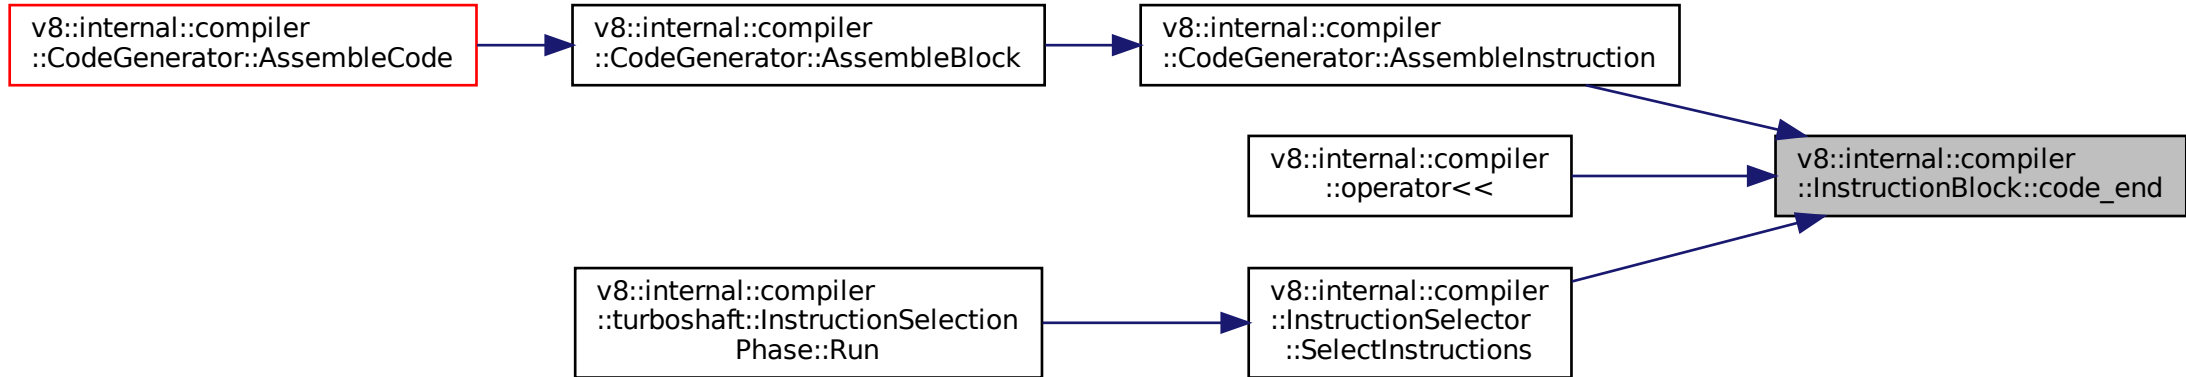 v8::internal::compiler
::CodeGenerator::AssembleCode
v8::internal::compiler
::CodeGenerator::AssembleBlock
v8::internal::compiler
::CodeGenerator::AssembleInstruction
v8::internal::compiler
::operator<<
v8::internal::compiler
::InstructionBlock::code_end
v8::internal::compiler
::turboshaft::InstructionSelection
Phase::Run
v8::internal::compiler
::InstructionSelector
::SelectInstructions